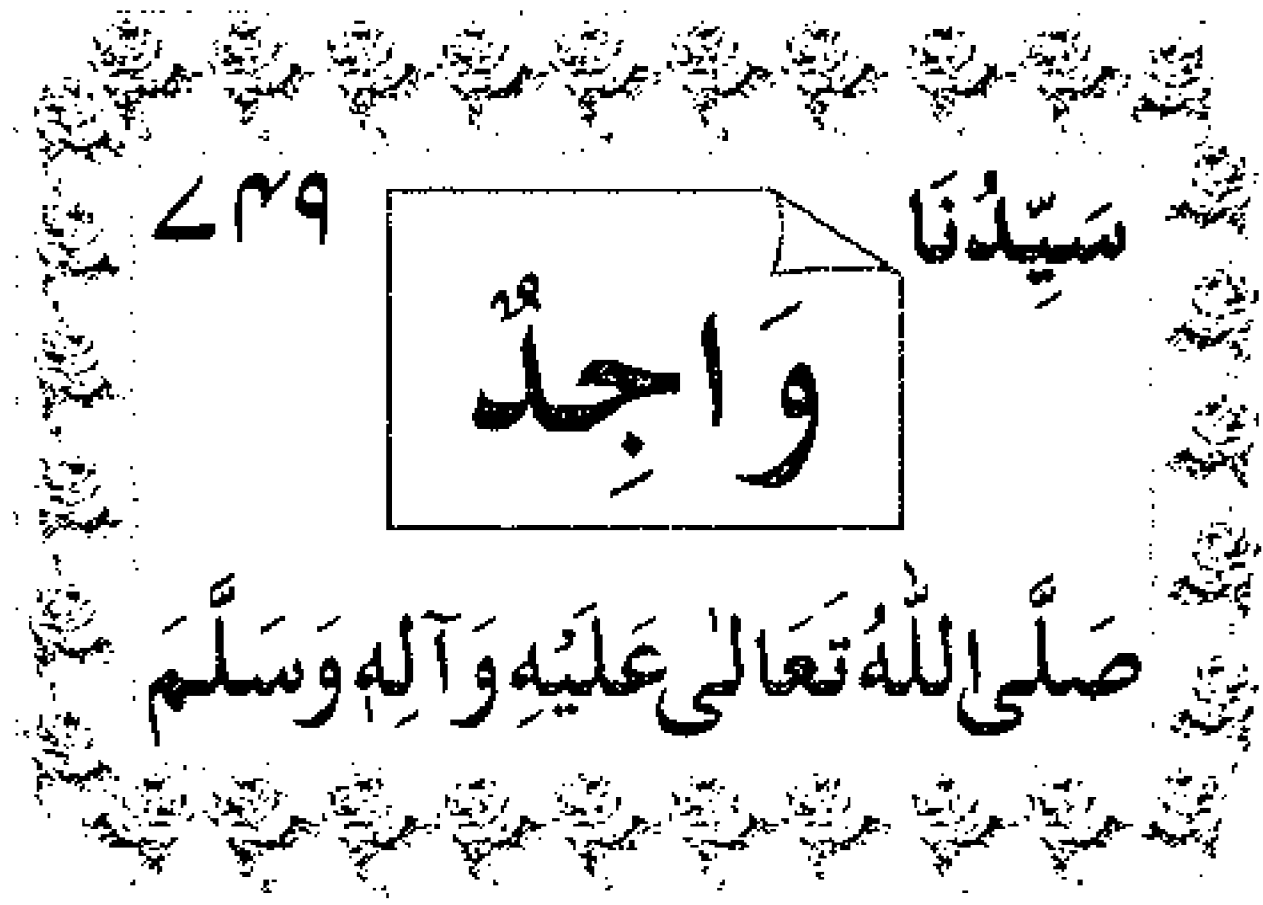 سَيِّدُنَا ۷۴۹
وَاجِدٌ
صَلَّى اللّٰهُ تَعَالٰى عَلَيْهِ وَآلِهٖ وَسَلَّمَ